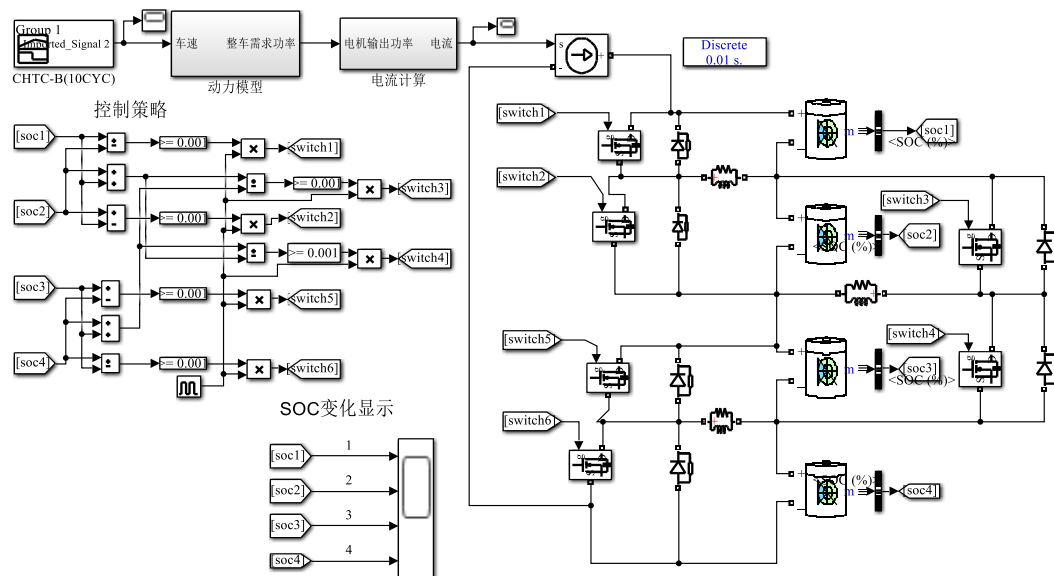 Group 1
Imported_Signal 2
CHTC-B(10CYC)
车速
整车需求功率
动力模型
电机输出功率
电流
电流计算
s
-
+
Discrete
0.01 s.
控制策略
[soc1]
[soc2]
[soc3]
[soc4]
>= 0.00
>= 0.00
>= 0.00
>= 0.001
>= 0.00
>= 0.00
[switch1]
[switch3]
[switch2]
[switch4]
[switch5]
[switch6]
SOC变化显示
[soc1]
1
[soc2]
2
[soc3]
3
[soc4]
4
[switch1]
[switch2]
[switch3]
[switch4]
[switch5]
[switch6]
m
<SOC (%)>
[soc1]
m
<SOC (%)>
[soc2]
m
<SOC (%)>
[soc3]
m
<SOC (%)>
[soc4]